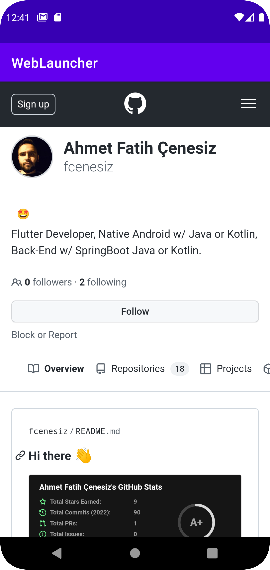 12:41
WebLauncher
Sign up
Ahmet Fatih Çenesiz
fcenesiz
🤩
Flutter Developer, Native Android w/ Java or Kotlin,
Back-End w/ SpringBoot Java or Kotlin.
0 followers · 2 following
Follow
Block or Report
Overview Repositories 18 Projects
fcenesiz/README.md
Hi there 👋
Ahmet Fatih Çenesiz's GitHub Stats
Total Stars Earned: 9
Total Commits (2022): 90
Total PRs: 1
Total Issues: 0
A+